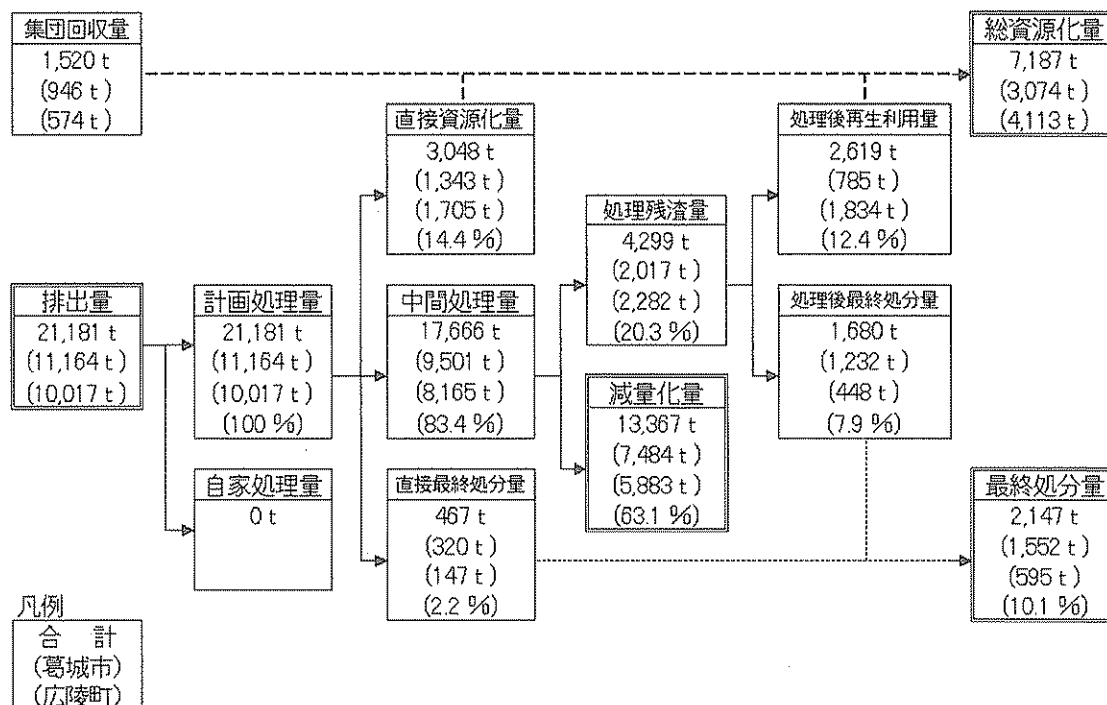 集団回収量
1,520 t
(946 t)
(574 t)
総資源化量
7,187 t
(3,074 t)
(4,113 t)
直接資源化量
3,048 t
(1,343 t)
(1,705 t)
(14.4 %)
処理後再生利用量
2,619 t
(785 t)
(1,834 t)
(12.4 %)
処理残渣量
4,299 t
(2,017 t)
(2,282 t)
(20.3 %)
排出量
21,181 t
(11,164 t)
(10,017 t)
計画処理量
21,181 t
(11,164 t)
(10,017 t)
(100 %)
中間処理量
17,666 t
(9,501 t)
(8,165 t)
(83.4 %)
処理後最終処分量
1,680 t
(1,232 t)
(448 t)
(7.9 %)
減量化量
13,367 t
(7,484 t)
(5,883 t)
(63.1 %)
自家処理量
0 t
直接最終処分量
467 t
(320 t)
(147 t)
(2.2 %)
最終処分量
2,147 t
(1,552 t)
(595 t)
(10.1 %)
凡例
合 計
(葛城市)
(広陵町)